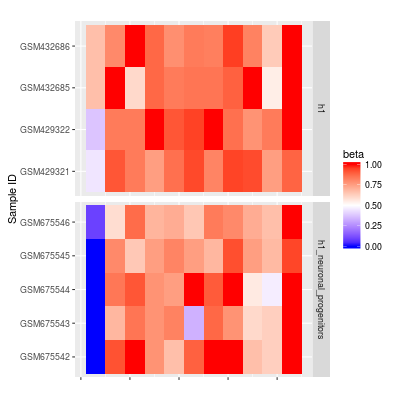 GSM432686
GSM432685
GSM429322
GSM429321
h1
GSM675546
GSM675545
GSM675544
GSM675543
GSM675542
h1_neuronal_progenitors
Sample ID
beta
1.00
0.75
0.50
0.25
0.00